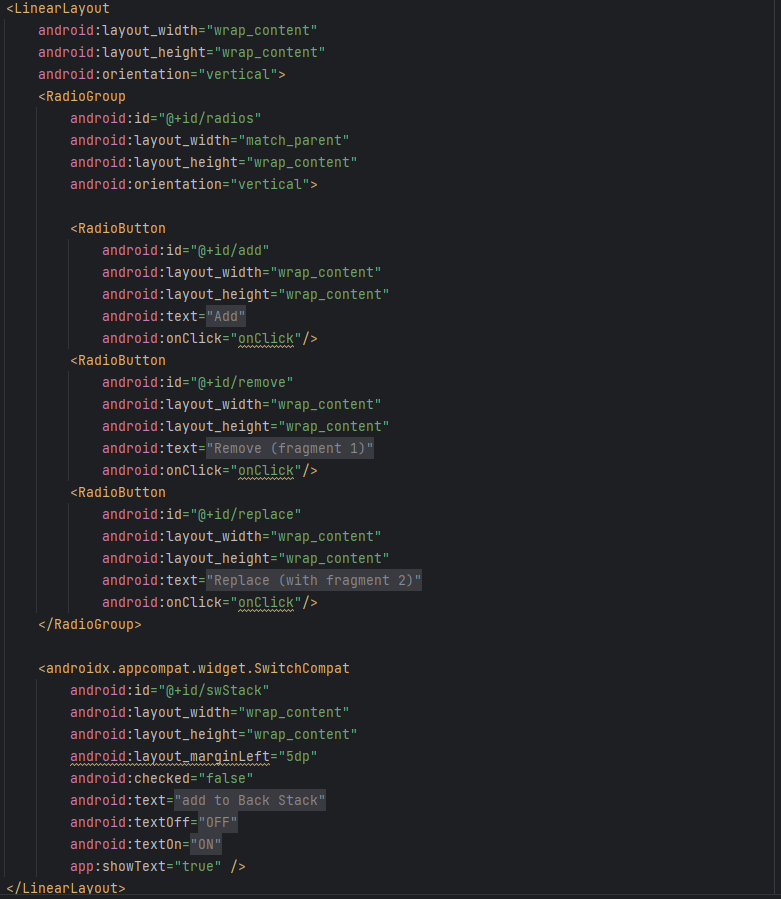 <LinearLayout
    android:layout_width="wrap_content"
    android:layout_height="wrap_content"
    android:orientation="vertical">
    <RadioGroup
        android:id="@+id/radios"
        android:layout_width="match_parent"
        android:layout_height="wrap_content"
        android:orientation="vertical">

        <RadioButton
            android:id="@+id/add"
            android:layout_width="wrap_content"
            android:layout_height="wrap_content"
            android:text="Add"
            android:onClick="onClick"/>
        <RadioButton
            android:id="@+id/remove"
            android:layout_width="wrap_content"
            android:layout_height="wrap_content"
            android:text="Remove (fragment 1)"
            android:onClick="onClick"/>
        <RadioButton
            android:id="@+id/replace"
            android:layout_width="wrap_content"
            android:layout_height="wrap_content"
            android:text="Replace (with fragment 2)"
            android:onClick="onClick"/>
    </RadioGroup>

    <androidx.appcompat.widget.SwitchCompat
        android:id="@+id/swStack"
        android:layout_width="wrap_content"
        android:layout_height="wrap_content"
        android:layout_marginLeft="5dp"
        android:checked="false"
        android:text="add to Back Stack"
        android:textOff="OFF"
        android:textOn="ON"
        app:showText="true" />
</LinearLayout>